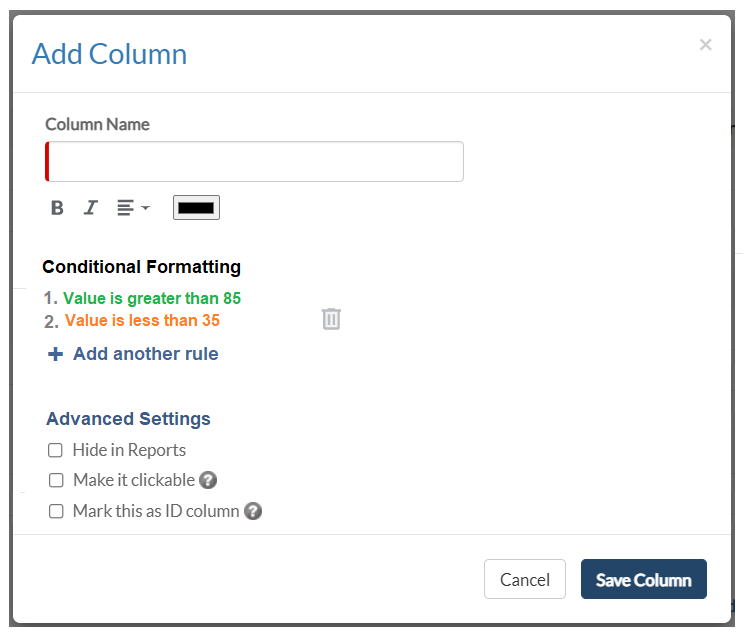 Add Column
×
Column Name
B I
Conditional Formatting
1. Value is greater than 85
2. Value is less than 35
+ Add another rule
Advanced Settings
Hide in Reports
Make it clickable ?
Mark this as ID column ?
Cancel Save Column